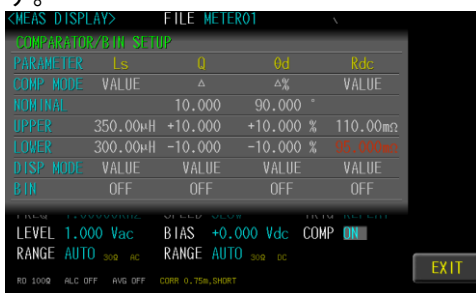 す。
<MEAS DISPLAY> FILE METER01
COMPARATOR/BIN SETUP
PARAMETER Ls Q θd Rdc
COMP MODE VALUE △ △% VALUE
NOMINAL 10.000 90.000 °
UPPER 350.00μH +10.000 +10.000 % 110.00mΩ
LOWER 300.00μH -10.000 -10.000 % 95.000mΩ
DISP MODE VALUE VALUE VALUE VALUE
BIN OFF OFF OFF OFF
LEVEL 1.000 Vac BIAS +0.000 Vdc COMP ON
RANGE AUTO 30Ω AC RANGE AUTO 30Ω DC
EXIT
RO 100Ω ALC OFF AVG OFF CORR 0.75m,SHORT